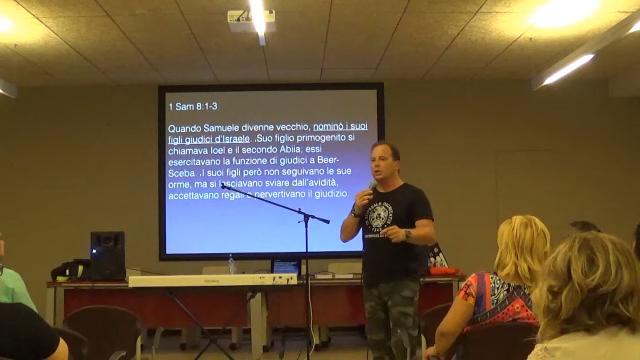 1 Sam 8:1-3
Quando Samuele divenne vecchio, nominò i suoi
figli giudici d'Israele. .Suo figlio primogenito si
chiamava Ioel e il secondo Abiia, essi
esercitavano la funzione di giudici a Beer-
Sceba. .I suoi figli però non seguivano le sue
orme, ma si lasciavano sviare dall'avidità,
accettavano regali e pervertivano il giudizio.